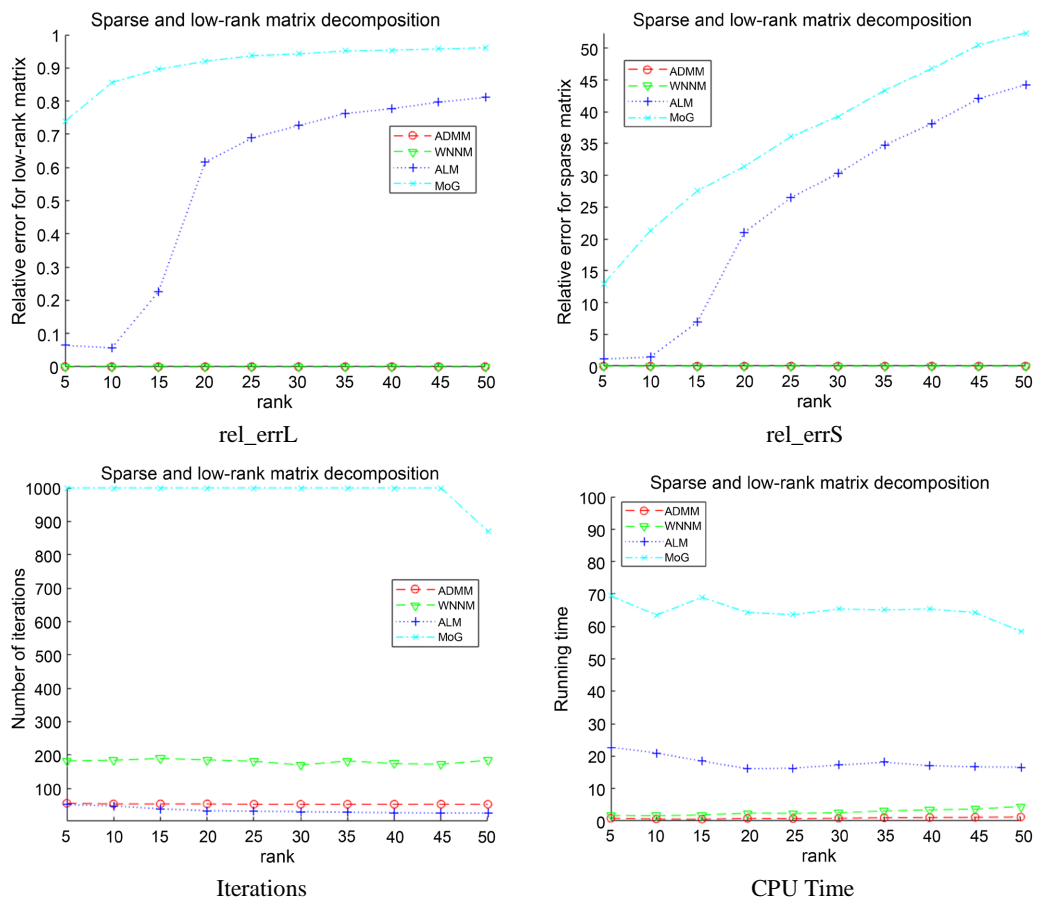 Sparse and low-rank matrix decomposition
Relative error for low-rank matrix
1
0.9
0.8
0.7
0.6
0.5
0.4
0.3
0.2
0.1
0
ADMM
WNNM
ALM
MoG
5 10 15 20 25 30 35 40 45 50
rank
rel_errL
Sparse and low-rank matrix decomposition
Relative error for sparse matrix
50
45
40
35
30
25
20
15
10
5
0
ADMM
WNNM
ALM
MoG
5 10 15 20 25 30 35 40 45 50
rank
rel_errS
Sparse and low-rank matrix decomposition
Number of iterations
1000
900
800
700
600
500
400
300
200
100
ADMM
WNNM
ALM
MoG
5 10 15 20 25 30 35 40 45 50
rank
Iterations
Sparse and low-rank matrix decomposition
Running time
100
90
80
70
60
50
40
30
20
10
0
ADMM
WNNM
ALM
MoG
5 10 15 20 25 30 35 40 45 50
rank
CPU Time